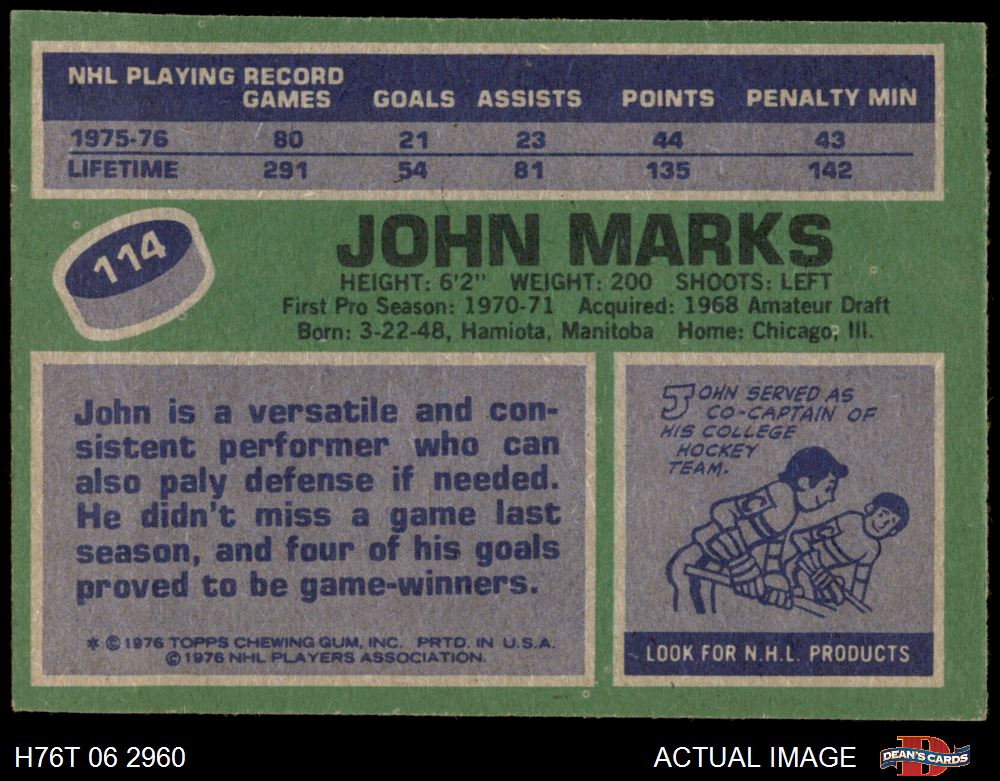 NHL PLAYING RECORD
GAMES GOALS ASSISTS POINTS PENALTY MIN
1975-76 80 21 23 44 43
LIFETIME 291 54 81 135 142
114
JOHN MARKS
HEIGHT: 6'2" WEIGHT: 200 SHOOTS: LEFT
First Pro Season: 1970-71 Acquired: 1968 Amateur Draft
Born: 3-22-48, Hamiota, Manitoba Home: Chicago, Ill.
John is a versatile and con-
sistent performer who can
also paly defense if needed.
He didn't miss a game last
season, and four of his goals
proved to be game-winners.
* © 1976 TOPPS CHEWING GUM, INC. PRTD. IN U.S.A.
© 1976 NHL PLAYERS ASSOCIATION.
JOHN SERVED AS
CO-CAPTAIN OF
HIS COLLEGE
HOCKEY
TEAM.
LOOK FOR N.H.L. PRODUCTS
H76T 06 2960
ACTUAL IMAGE
D
DEAN'S CARDS